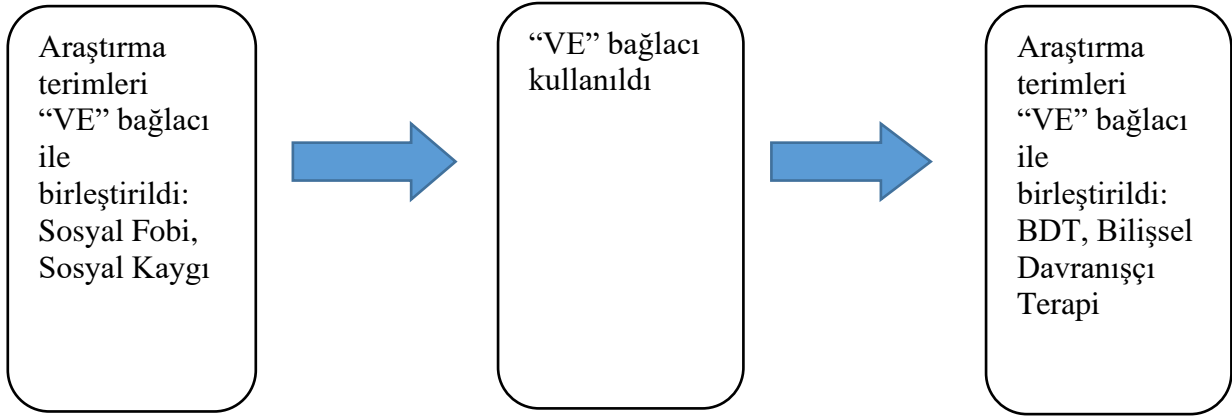 Araştırma
terimleri
“VE” bağlacı
ile
birleştirildi:
Sosyal Fobi,
Sosyal Kaygı
“VE” bağlacı
kullanıldı
Araştırma
terimleri
“VE” bağlacı
ile
birleştirildi:
BDT, Bilişsel
Davranışçı
Terapi